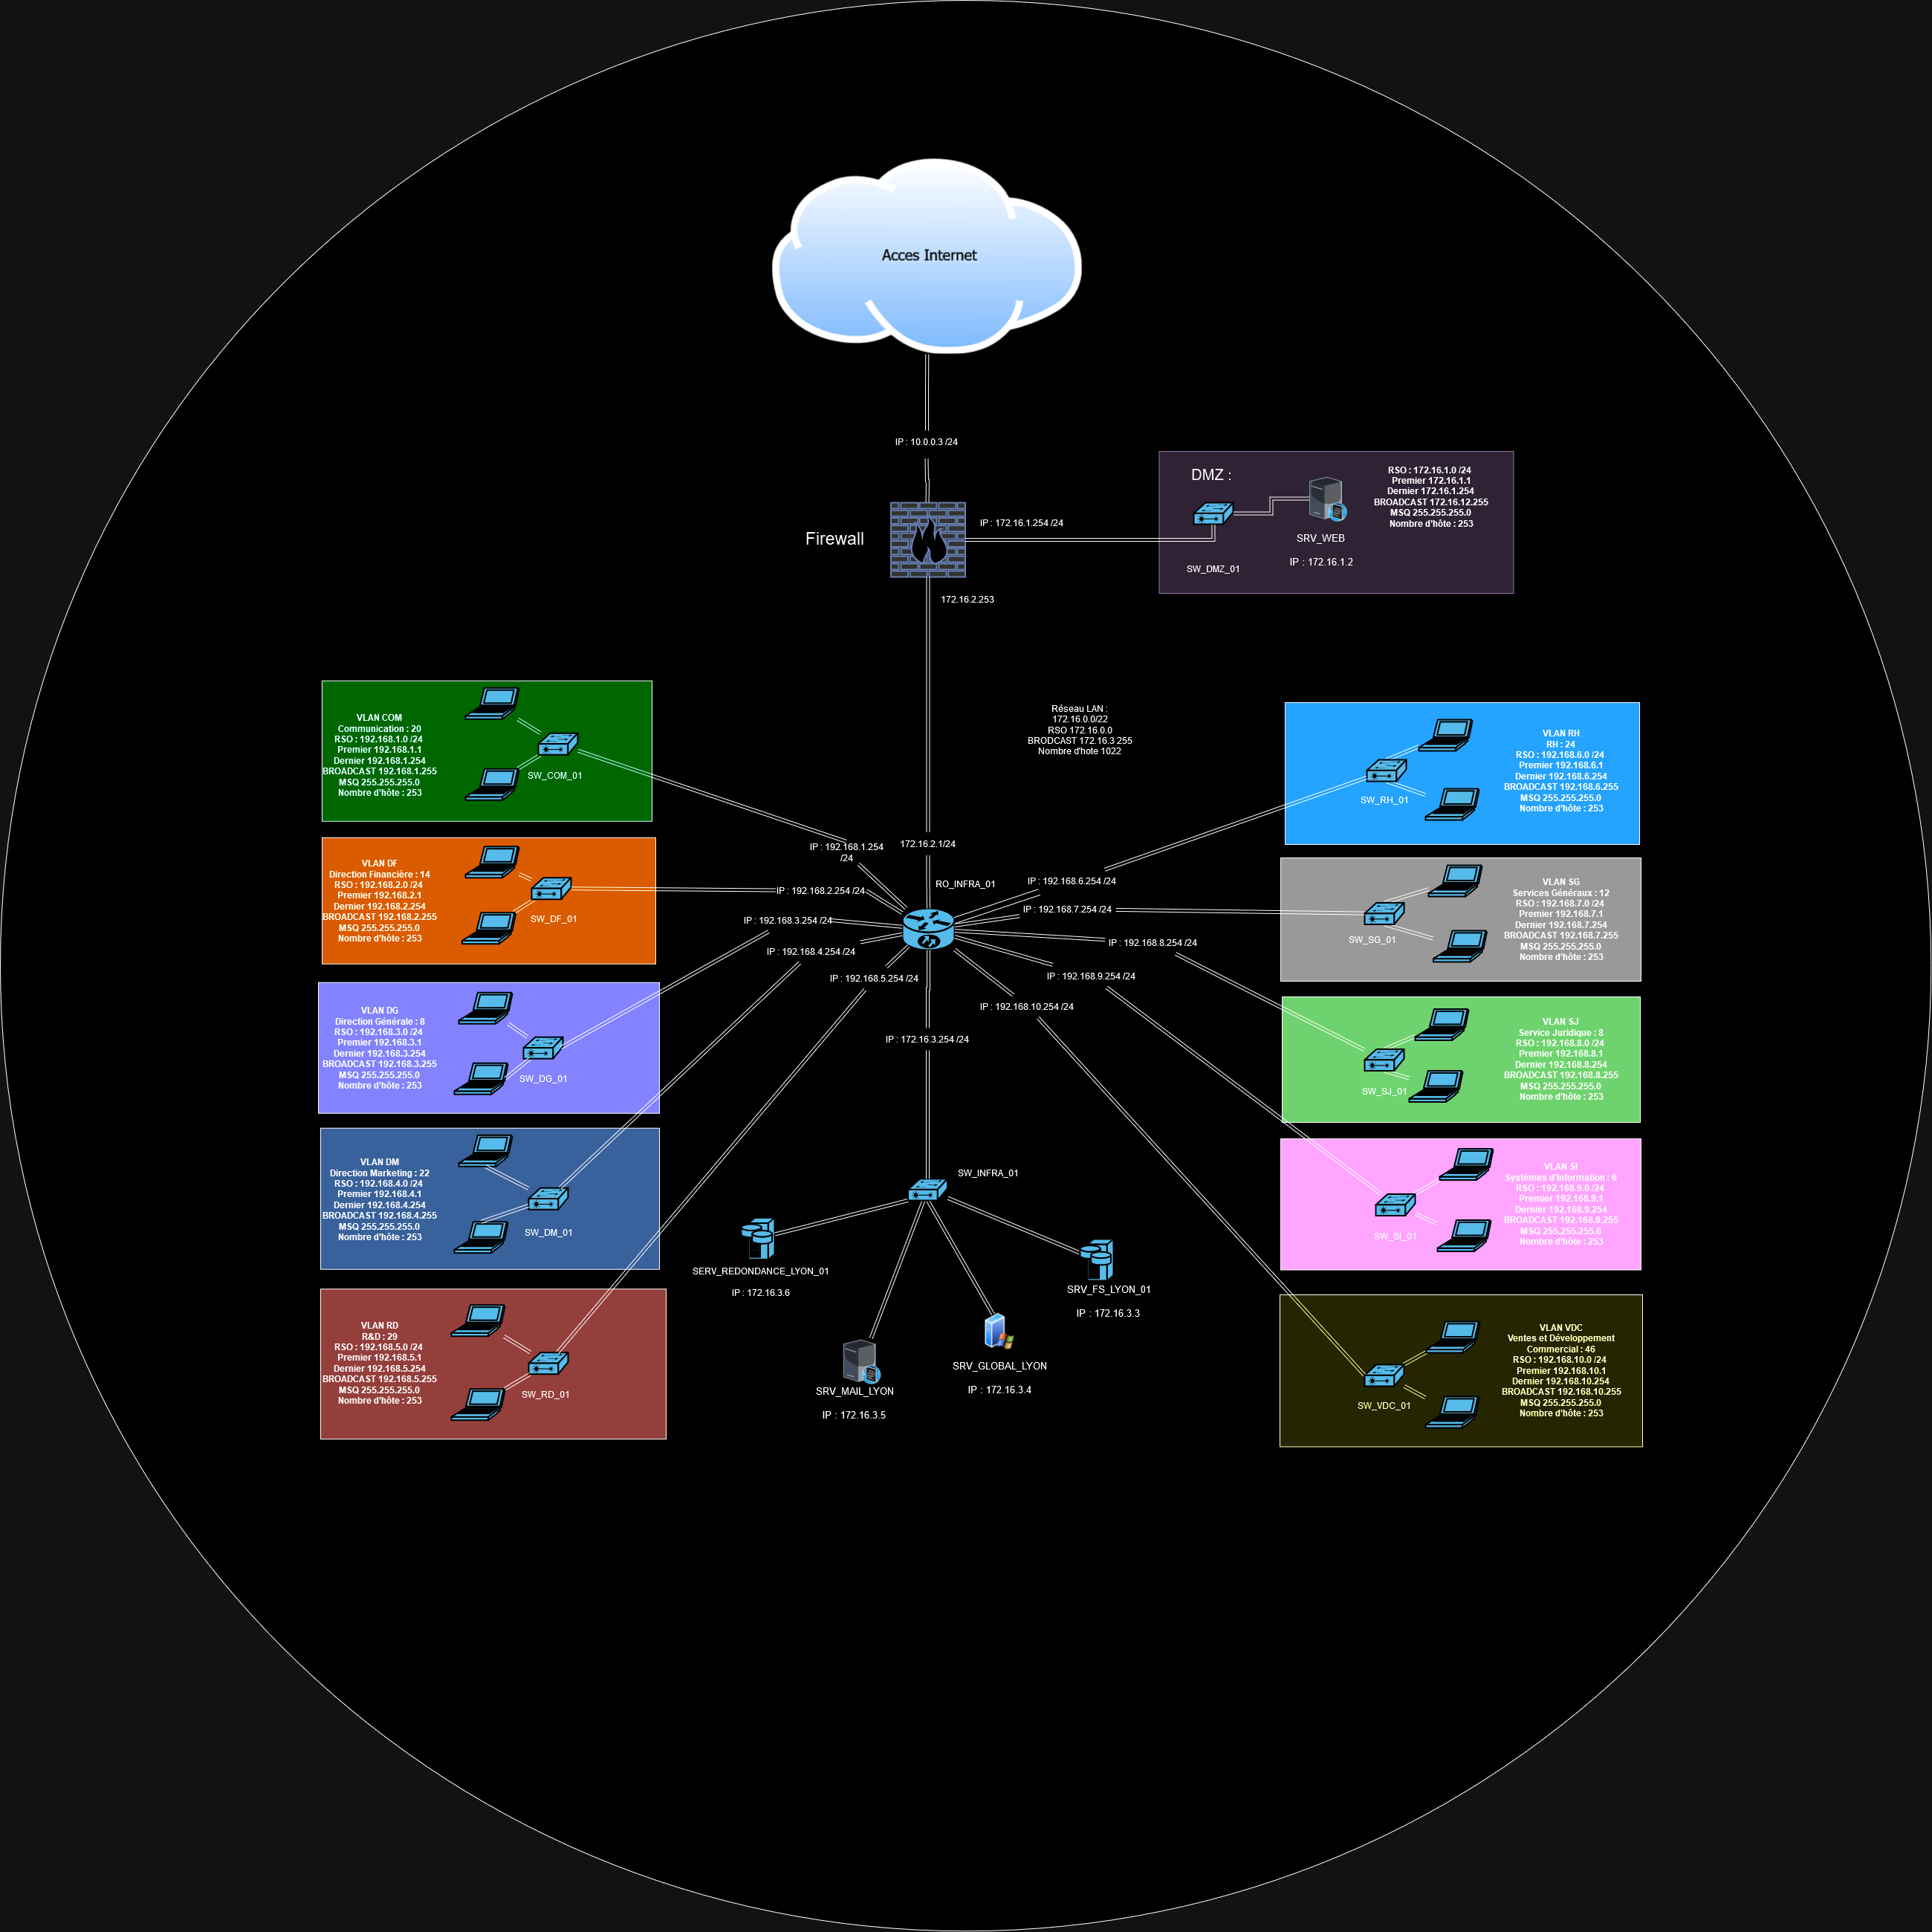 Acces Internet
IP : 10.0.0.3 /24
Firewall
IP : 172.16.1.254 /24
172.16.2.253
DMZ :
SW_DMZ_01
SRV_WEB
IP : 172.16.1.2
RSO : 172.16.1.0 /24
Premier 172.16.1.1
Dernier 172.16.1.254
BROADCAST 172.16.12.255
MSQ 255.255.255.0
Nombre d'hôte : 253
Réseau LAN :
172.16.0.0/22
RSO 172.16.0.0
BRODCAST 172.16.3 255
Nombre d'hote 1022
VLAN COM
Communication : 20
RSO : 192.168.1.0 /24
Premier 192.168.1.1
Dernier 192.168.1.254
BROADCAST 192.168.1.255
MSQ 255.255.255.0
Nombre d'hôte : 253
SW_COM_01
VLAN DF
Direction Financière : 14
RSO : 192.168.2.0 /24
Premier 192.168.2.1
Dernier 192.168.2.254
BROADCAST 192.168.2.255
MSQ 255.255.255.0
Nombre d'hôte : 253
SW_DF_01
VLAN DG
Direction Générale : 8
RSO : 192.168.3.0 /24
Premier 192.168.3.1
Dernier 192.168.3.254
BROADCAST 192.168.3.255
MSQ 255.255.255.0
Nombre d'hôte : 253
SW_DG_01
VLAN DM
Direction Marketing : 22
RSO : 192.168.4.0 /24
Premier 192.168.4.1
Dernier 192.168.4.254
BROADCAST 192.168.4.255
MSQ 255.255.255.0
Nombre d'hôte : 253
SW_DM_01
VLAN RD
R&D : 29
RSO : 192.168.5.0 /24
Premier 192.168.5.1
Dernier 192.168.5.254
BROADCAST 192.168.5.255
MSQ 255.255.255.0
Nombre d'hôte : 253
SW_RD_01
172.16.2.1/24
RO_INFRA_01
IP : 192.168.1.254
/24
IP : 192.168.2.254 /24
IP : 192.168.3.254 /24
IP : 192.168.4.254 /24
IP : 192.168.5.254 /24
IP : 192.168.6.254 /24
IP : 192.168.7.254 /24
IP : 192.168.8.254 /24
IP : 192.168.9.254 /24
IP : 192.168.10.254 /24
IP : 172.16.3.254 /24
SW_INFRA_01
SERV_REDONDANCE_LYON_01
IP : 172.16.3.6
SRV_MAIL_LYON
IP : 172.16.3.5
SRV_GLOBAL_LYON
IP : 172.16.3.4
SRV_FS_LYON_01
IP : 172.16.3.3
VLAN RH
RH : 24
RSO : 192.168.6.0 /24
Premier 192.168.6.1
Dernier 192.168.6.254
BROADCAST 192.168.6.255
MSQ 255.255.255.0
Nombre d'hôte : 253
SW_RH_01
VLAN SG
Services Généraux : 12
RSO : 192.168.7.0 /24
Premier 192.168.7.1
Dernier 192.168.7.254
BROADCAST 192.168.7.255
MSQ 255.255.255.0
Nombre d'hôte : 253
SW_SG_01
VLAN SJ
Service Juridique : 8
RSO : 192.168.8.0 /24
Premier 192.168.8.1
Dernier 192.168.8.254
BROADCAST 192.168.8.255
MSQ 255.255.255.0
Nombre d'hôte : 253
SW_SJ_01
VLAN SI
Systèmes d'Information : 6
RSO : 192.168.9.0 /24
Premier 192.168.9.1
Dernier 192.168.9.254
BROADCAST 192.168.9.255
MSQ 255.255.255.0
Nombre d'hôte : 253
SW_SI_01
VLAN VDC
Ventes et Développement
Commercial : 46
RSO : 192.168.10.0 /24
Premier 192.168.10.1
Dernier 192.168.10.254
BROADCAST 192.168.10.255
MSQ 255.255.255.0
Nombre d'hôte : 253
SW_VDC_01